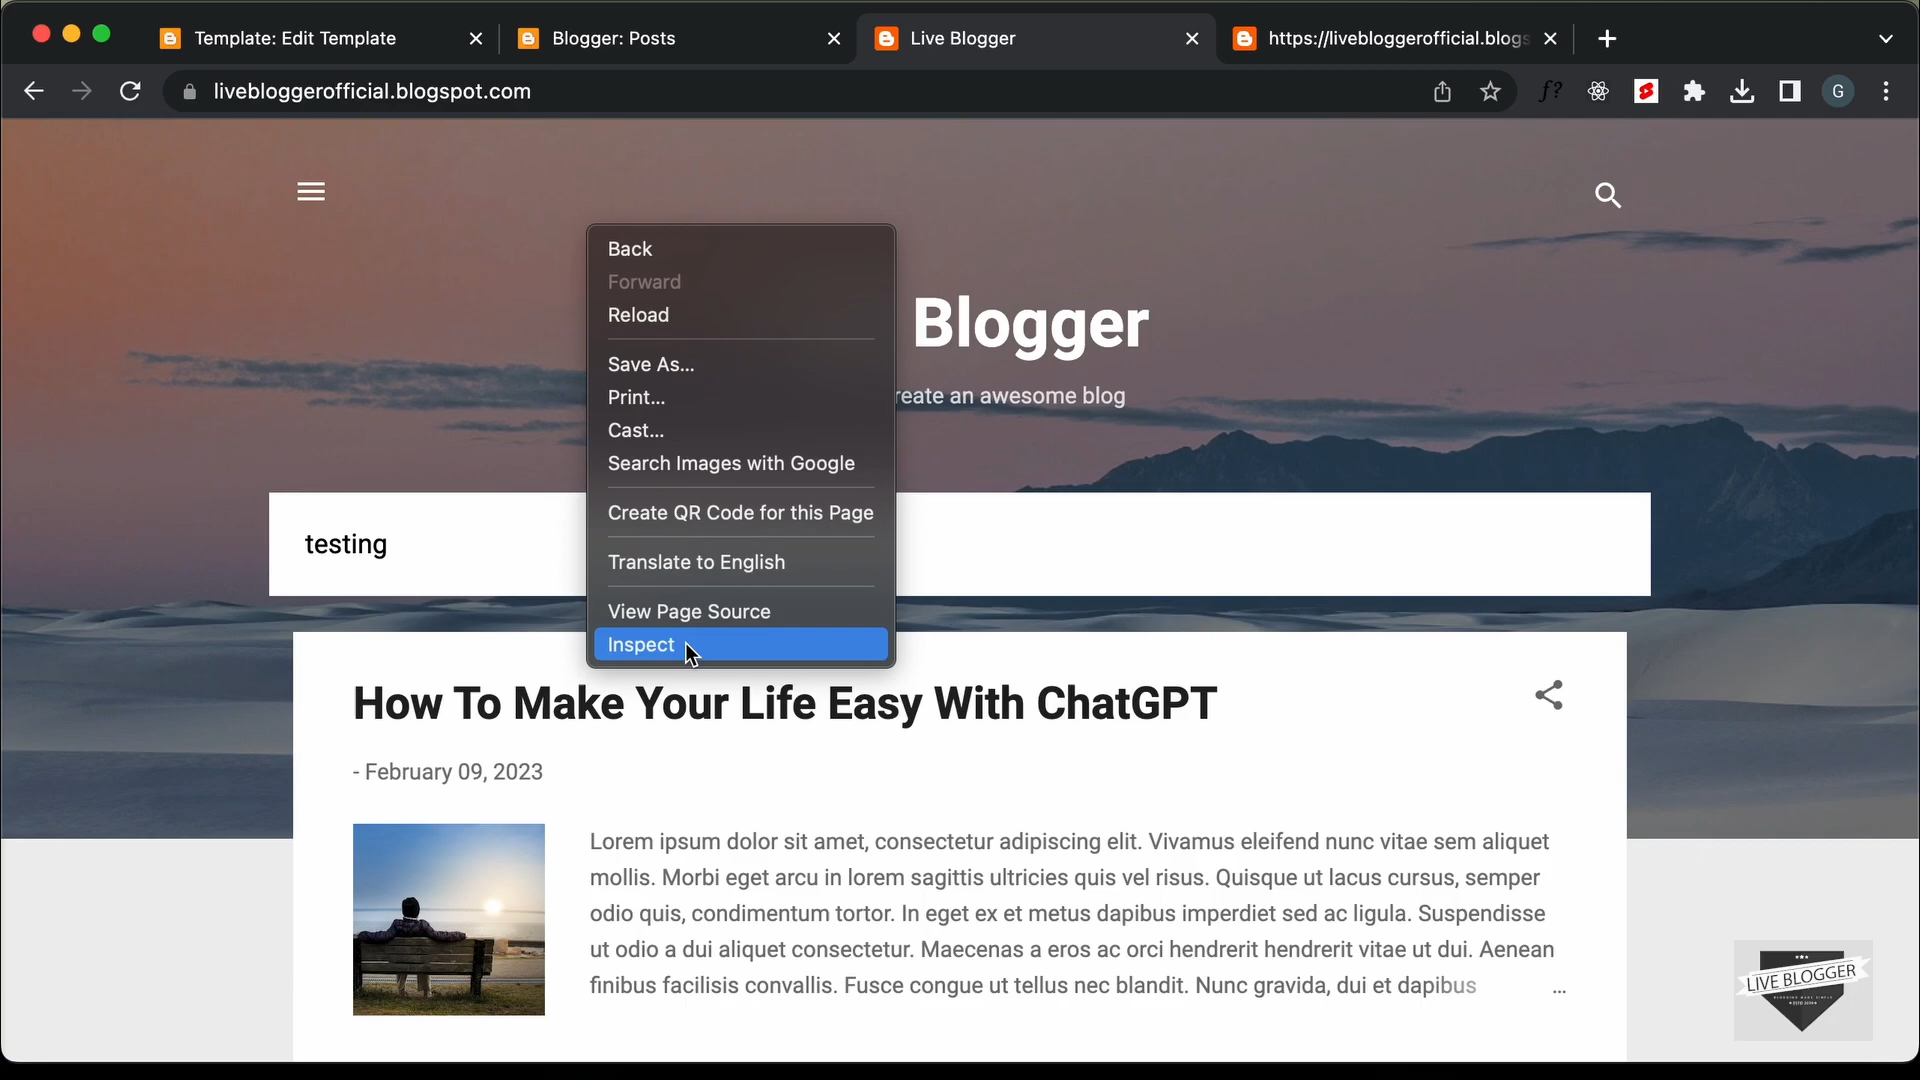 Template: Edit Template
Blogger: Posts
Live Blogger
https://livebloggerofficial.blogs
livebloggerofficial.blogspot.com
f?
G
Back
Forward
Reload
Save As...
Print...
Cast...
Search Images with Google
Create QR Code for this Page
Translate to English
View Page Source
Inspect
Blogger
reate an awesome blog
testing
How To Make Your Life Easy With ChatGPT
- February 09, 2023
Lorem ipsum dolor sit amet, consectetur adipiscing elit. Vivamus eleifend nunc vitae sem aliquet
mollis. Morbi eget arcu in lorem sagittis ultricies quis vel risus. Quisque ut lacus cursus, semper
odio quis, condimentum tortor. In eget ex et metus dapibus imperdiet sed ac ligula. Suspendisse
ut odio a dui aliquet consectetur. Maecenas a eros ac orci hendrerit hendrerit vitae ut dui. Aenean
finibus facilisis convallis. Fusce congue ut tellus nec blandit. Nunc gravida, dui et dapibus ...
LIVE BLOGGER